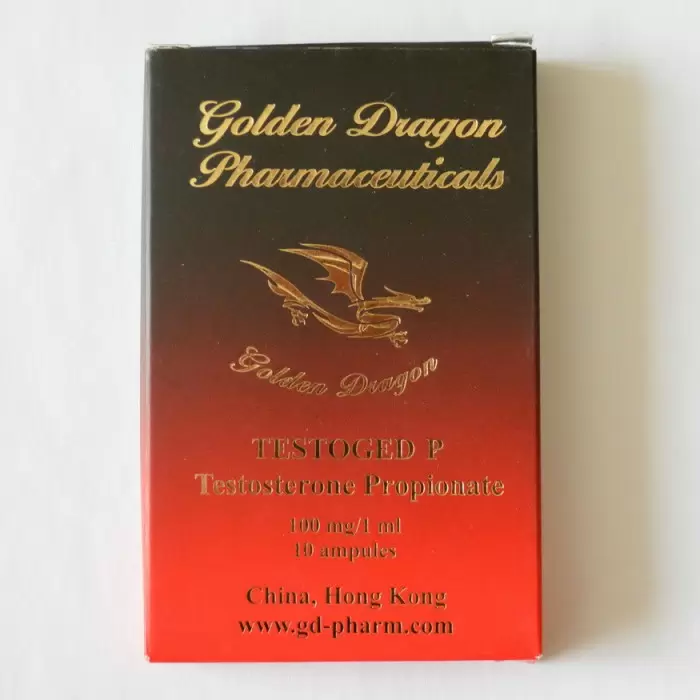 Golden Dragon
Pharmaceuticals
Golden Dragon
TESTOGED P
Testosterone Propionate
100 mg/1 ml
10 ampules
China, Hong Kong
www.gd-pharm.com